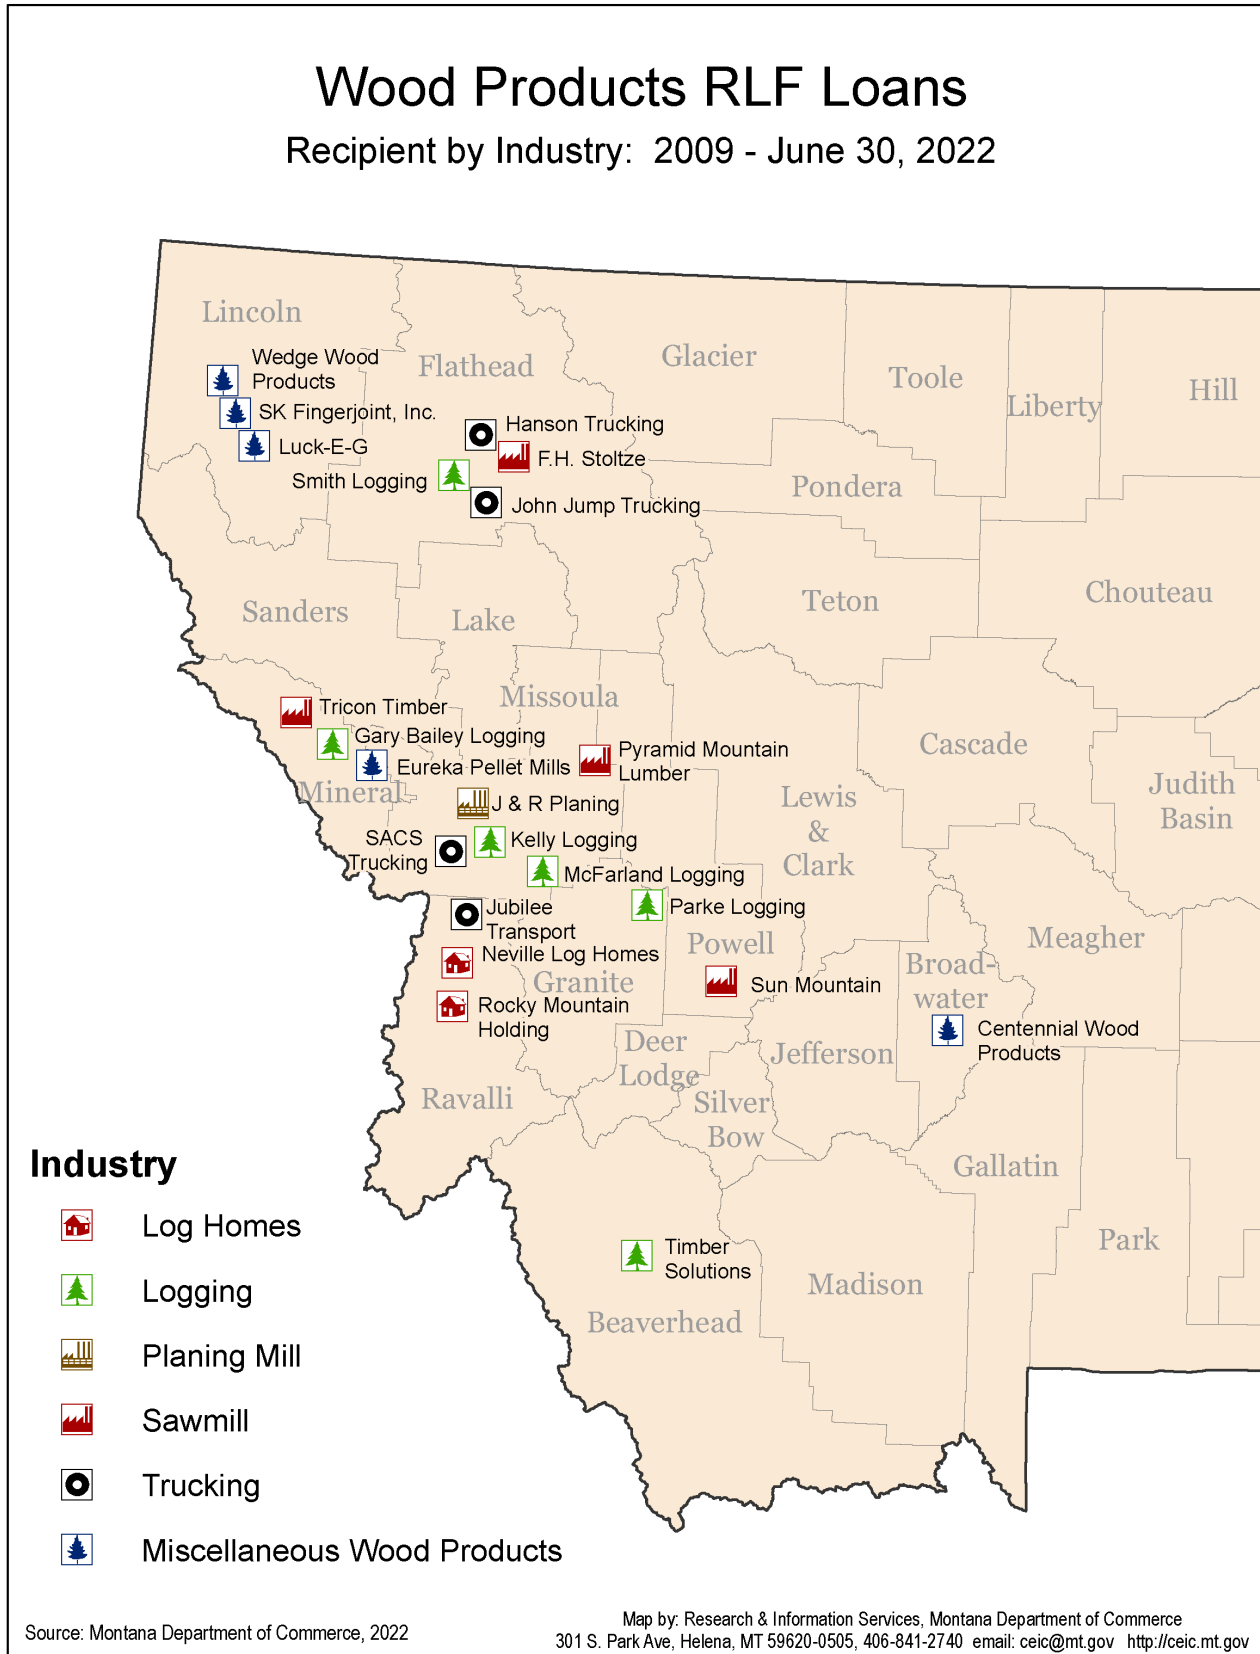 Wood Products RLF Loans
Recipient by Industry: 2009 - June 30, 2022
Lincoln
Wedge Wood
Products
SK Fingerjoint, Inc.
Luck-E-G
Flathead
Hanson Trucking
F.H. Stoltze
Smith Logging
John Jump Trucking
Glacier
Toole
Liberty
Hill
Pondera
Teton
Chouteau
Sanders
Lake
Missoula
Tricon Timber
Gary Bailey Logging
Eureka Pellet Mills
Mineral
Pyramid Mountain
Lumber
J & R Planing
SACS
Trucking
Kelly Logging
McFarland Logging
Parke Logging
Cascade
Judith
Basin
Lewis
&
Clark
Jubilee
Transport
Neville Log Homes
Rocky Mountain
Holding
Granite
Powell
Sun Mountain
Meagher
Broad-
water
Centennial Wood
Products
Deer
Lodge
Jefferson
Silver
Bow
Ravalli
Gallatin
Park
Timber
Solutions
Madison
Beaverhead
Industry
Log Homes
Logging
Planing Mill
Sawmill
Trucking
Miscellaneous Wood Products
Source: Montana Department of Commerce, 2022
Map by: Research & Information Services, Montana Department of Commerce
301 S. Park Ave, Helena, MT 59620-0505, 406-841-2740 email: ceic@mt.gov http://ceic.mt.gov